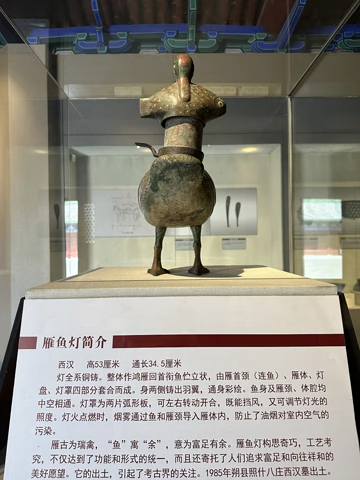 雁鱼灯简介
西汉 高53厘米 通长34.5厘米
灯全系铜铸。整体作鸿雁回首衔鱼伫立状，由雁首颈（连鱼）、雁体、灯
盘、灯罩四部分套合而成。身两侧铸出羽翼，通身彩绘。鱼身及雁颈、体腔均
中空相通。灯罩为两片弧形板，可左右转动开合，既能挡风，又可调节灯光的
照度。灯火点燃时，烟雾通过鱼和雁颈导入雁体内，防止了油烟对室内空气的
污染。
雁古为瑞禽，“鱼”寓“余”，意为富足有余。雁鱼灯构思奇巧，工艺考
究，不仅达到了功能和形式的统一，而且还寄托了人们追求富足和向往祥和的
美好愿望。它的出土，引起了考古界的关注。1985年朔县照什八庄西汉墓出土。